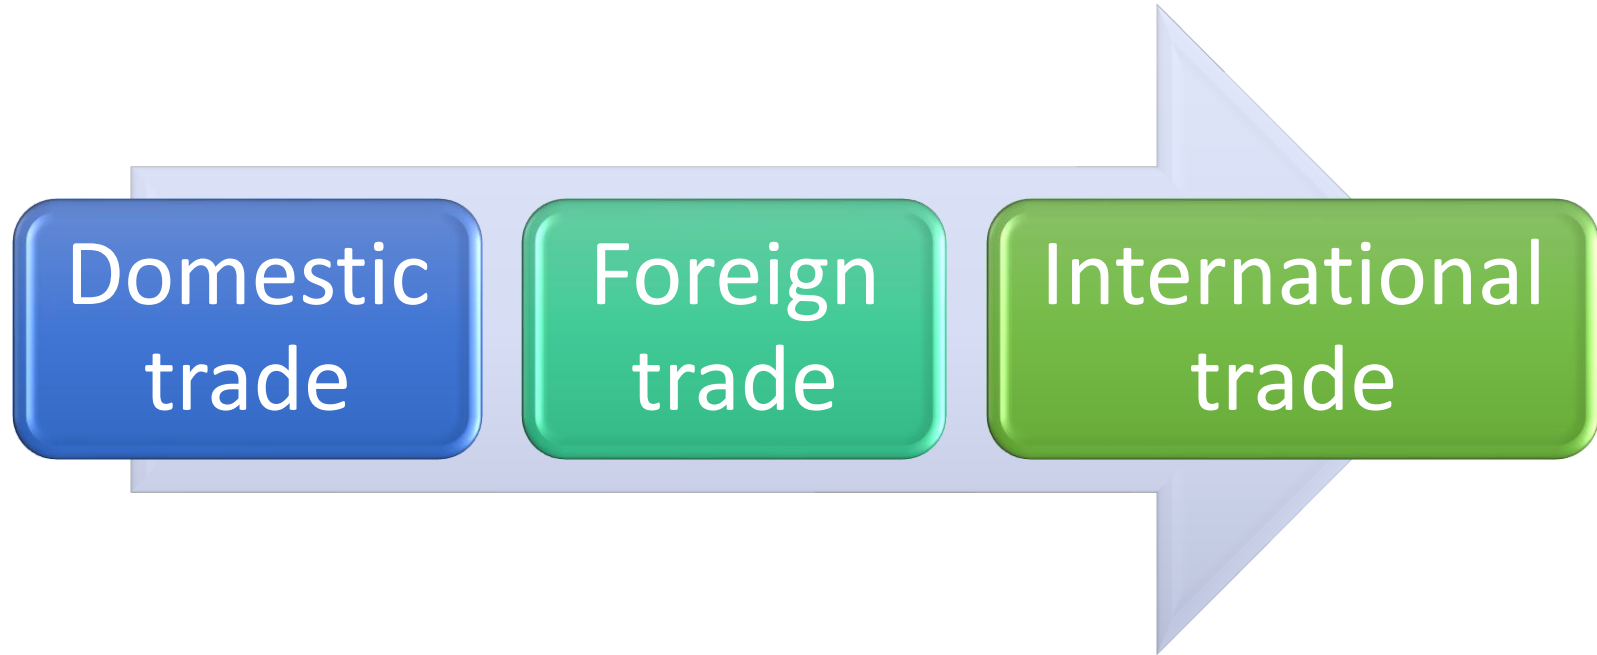 Domestic
trade
Foreign
trade
International
trade